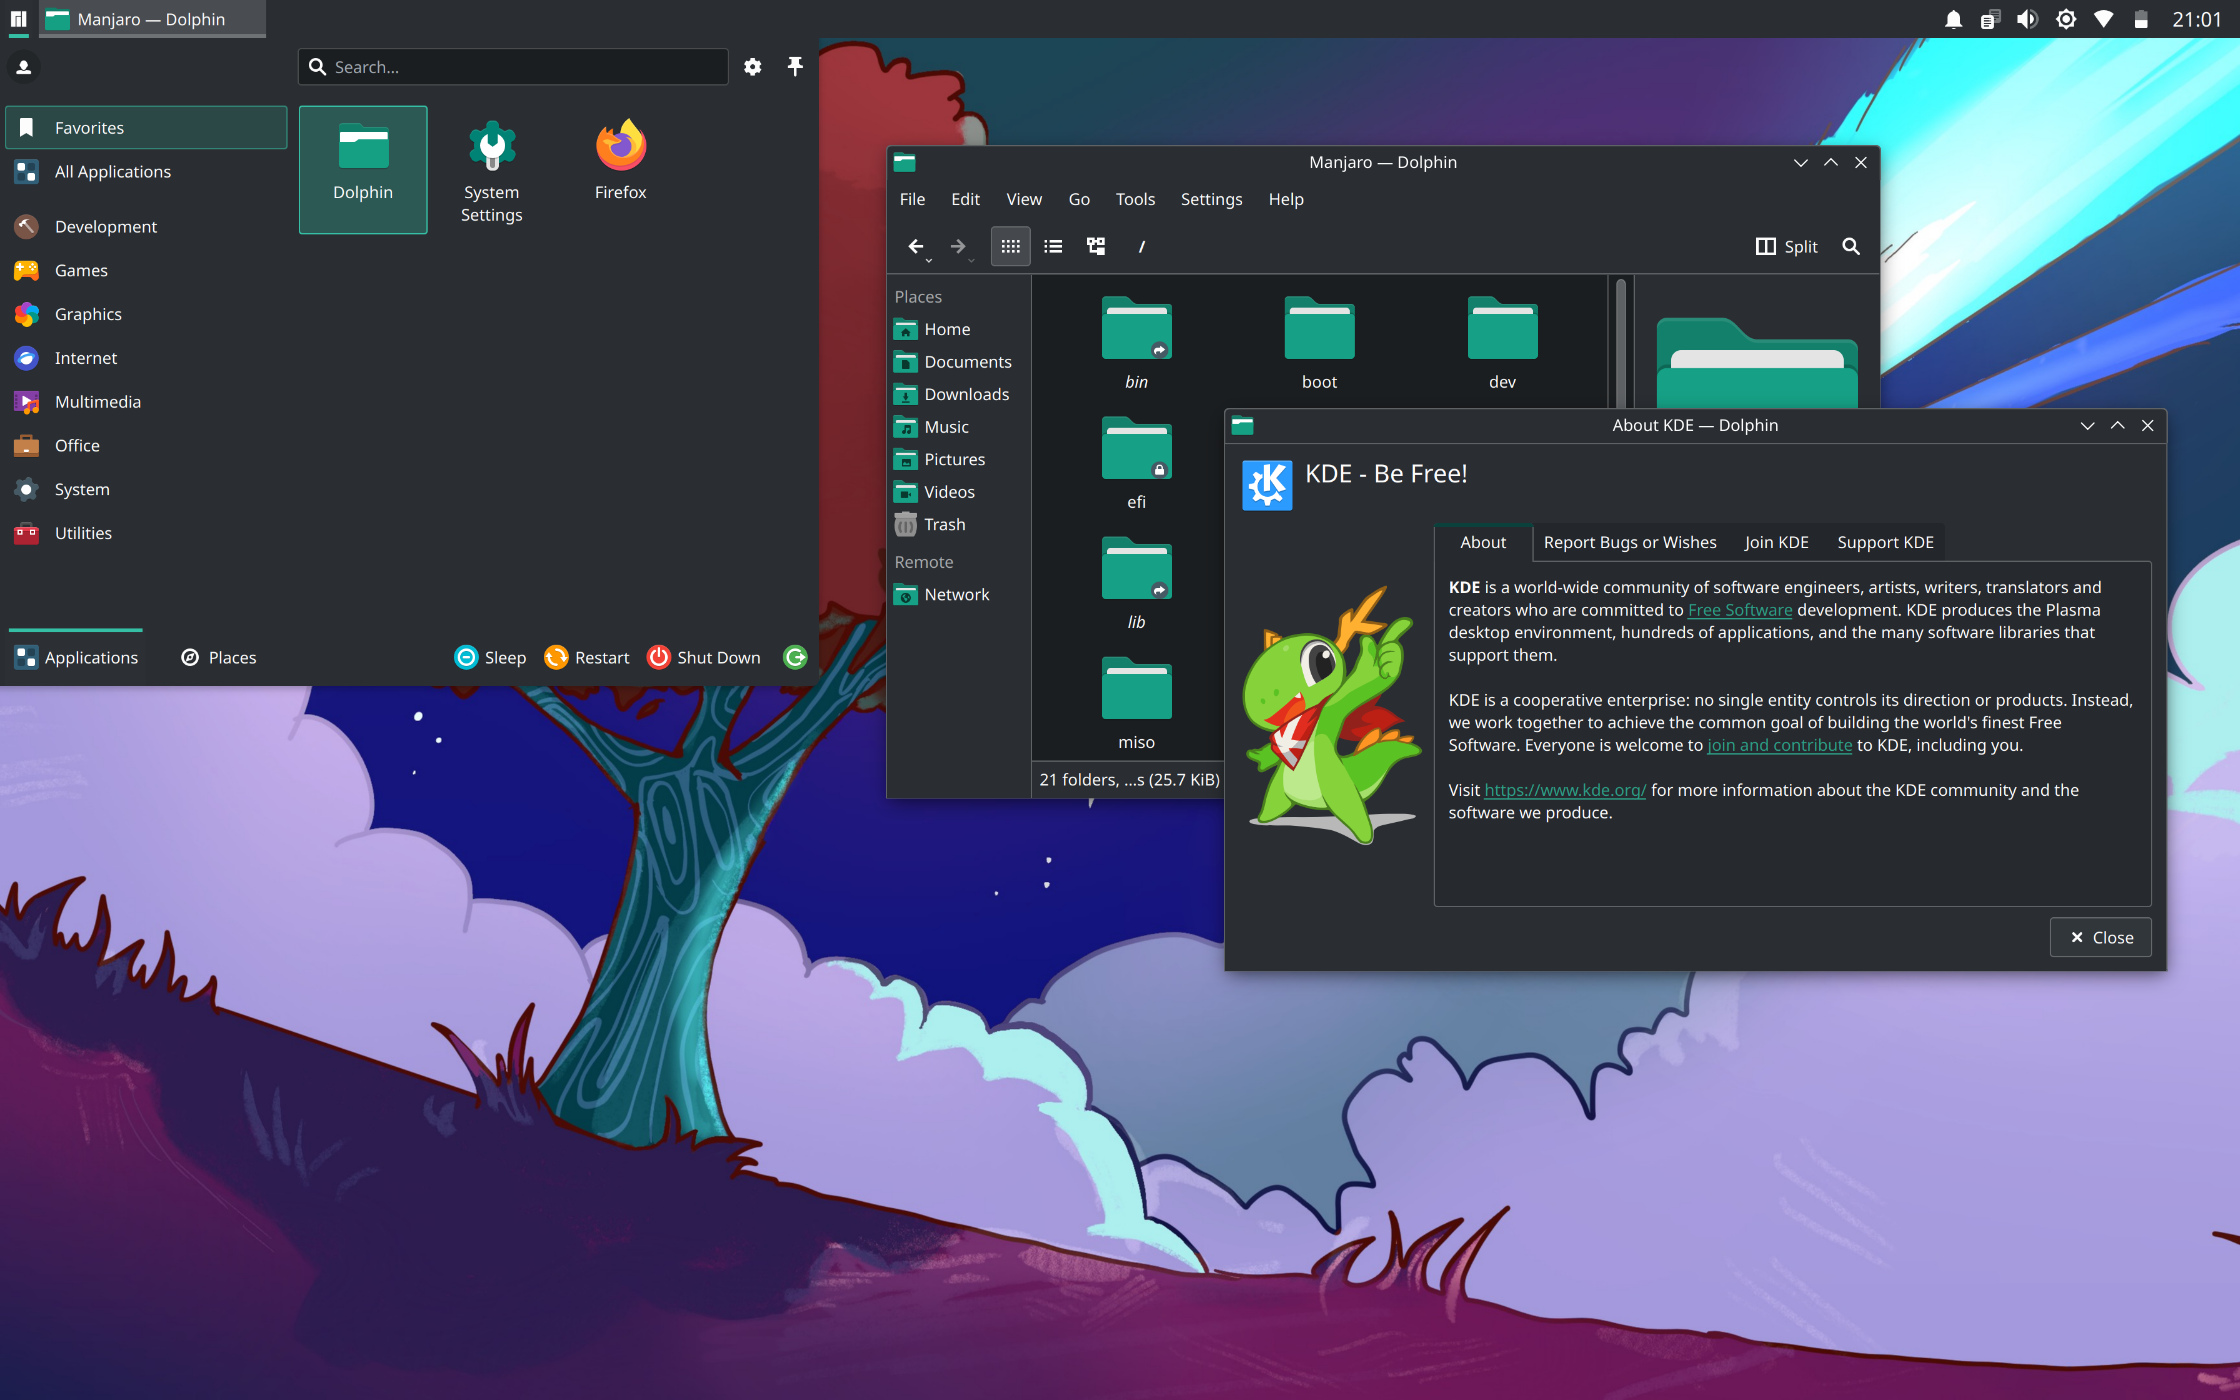 Manjaro — Dolphin
21:01
Search...
Favorites
All Applications
Development
Games
Graphics
Internet
Multimedia
Office
System
Utilities
Dolphin
System
Settings
Firefox
Applications
Places
Sleep
Restart
Shut Down
Manjaro — Dolphin
File Edit View Go Tools Settings Help
/
Split
Places
Home
Documents
Downloads
Music
Pictures
Videos
Trash
Remote
Network
bin
boot
dev
efi
lib
miso
21 folders, ...s (25.7 KiB)
About KDE — Dolphin
KDE - Be Free!
About
Report Bugs or Wishes
Join KDE
Support KDE
KDE is a world-wide community of software engineers, artists, writers, translators and
creators who are committed to Free Software development. KDE produces the Plasma
desktop environment, hundreds of applications, and the many software libraries that
support them.
KDE is a cooperative enterprise: no single entity controls its direction or products. Instead,
we work together to achieve the common goal of building the world's finest Free
Software. Everyone is welcome to join and contribute to KDE, including you.
Visit https://www.kde.org/ for more information about the KDE community and the
software we produce.
Close